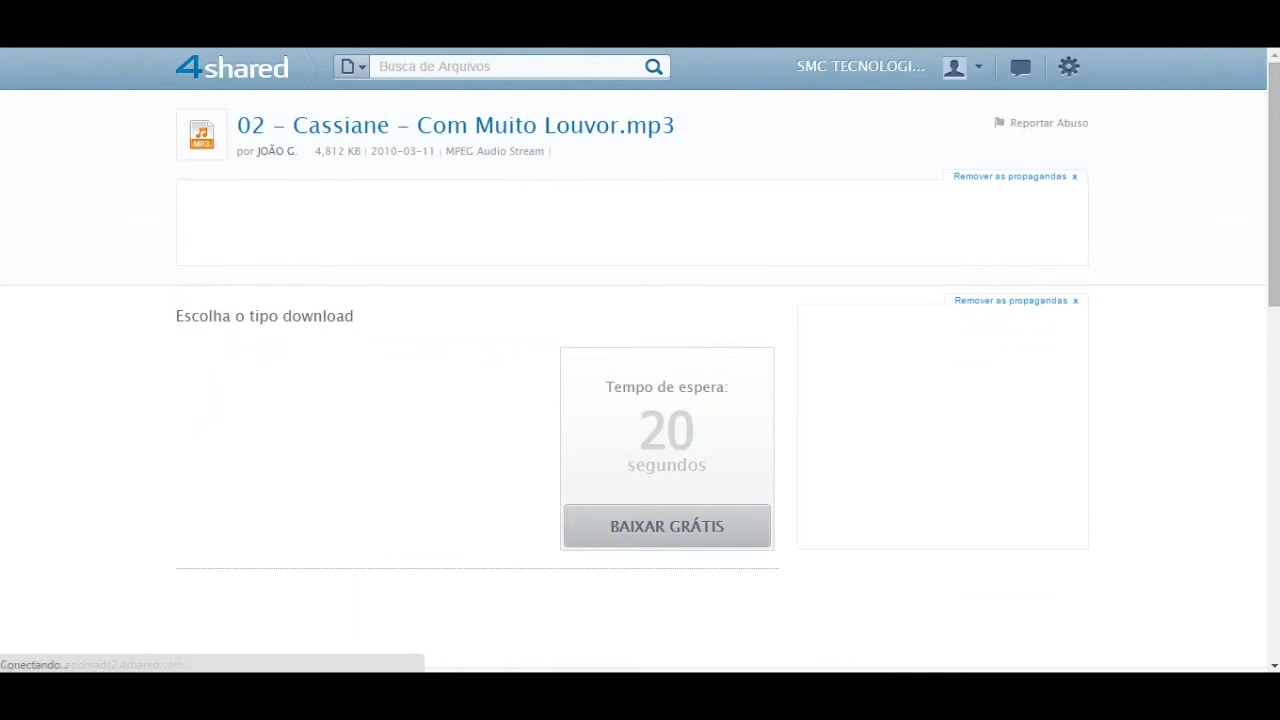 4shared
Busca de Arquivos
SMC TECNOLOGI...
02 – Cassiane – Com Muito Louvor.mp3
Reportar Abuso
MP3
por JOÃO G. 4,812 KB | 2010-03-11 | MPEG Audio Stream |
Remover as propagandas x
Remover as propagandas x
Escolha o tipo download
Tempo de espera:
20
segundos
BAIXAR GRÁTIS
Conectando...